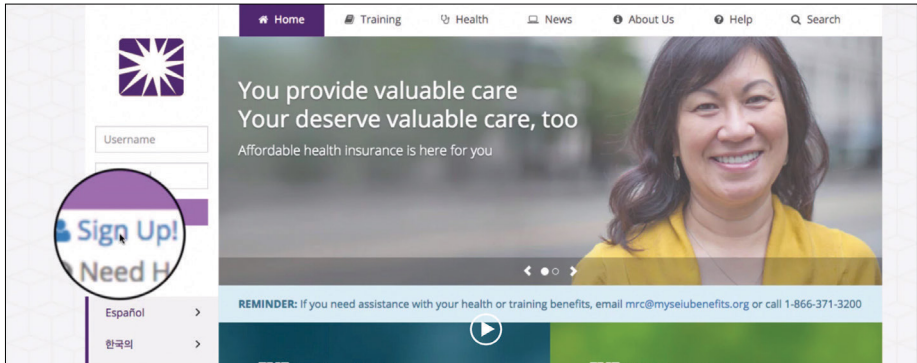 Home Training Health News About Us Help Search
You provide valuable care
Your deserve valuable care, too
Affordable health insurance is here for you
Username
Sign Up!
Need H
REMINDER: If you need assistance with your health or training benefits, email mrc@myseiubenefits.org or call 1-866-371-3200
Español
한국의